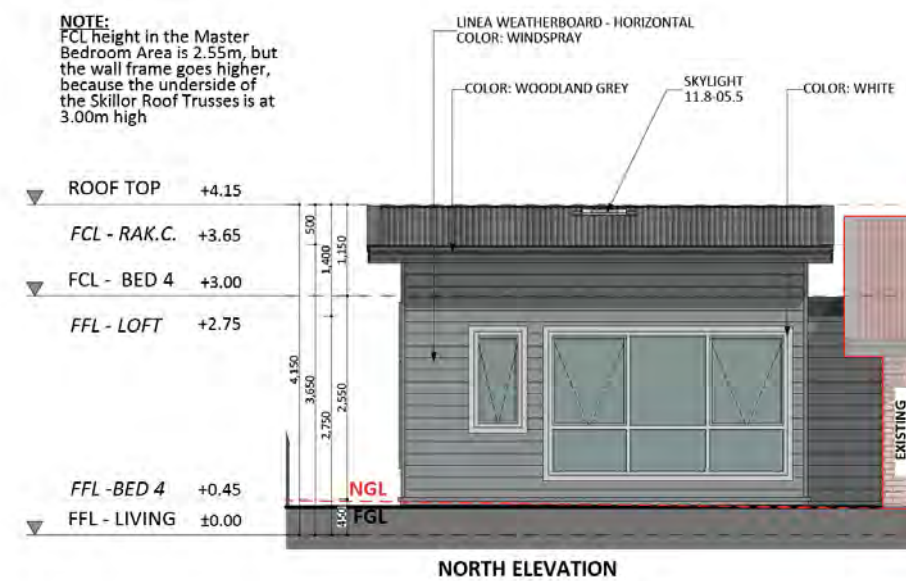 NOTE:
FCL height in the Master
Bedroom Area is 2.55m, but
the wall frame goes higher,
because the underside of
the Skillor Roof Trusses is at
3.00m high
LINEA WEATHERBOARD - HORIZONTAL
COLOR: WINDSPRAY
COLOR: WOODLAND GREY
SKYLIGHT
11.8-05.5
COLOR: WHITE
ROOF TOP +4.15
FCL - RAK.C. +3.65
FCL - BED 4 +3.00
FFL - LOFT +2.75
FFL -BED 4 +0.45
FFL - LIVING ±0.00
500
1,400
1,150
4,150
3,650
2,750
2,550
450
NGL
FGL
EXISTING
NORTH ELEVATION